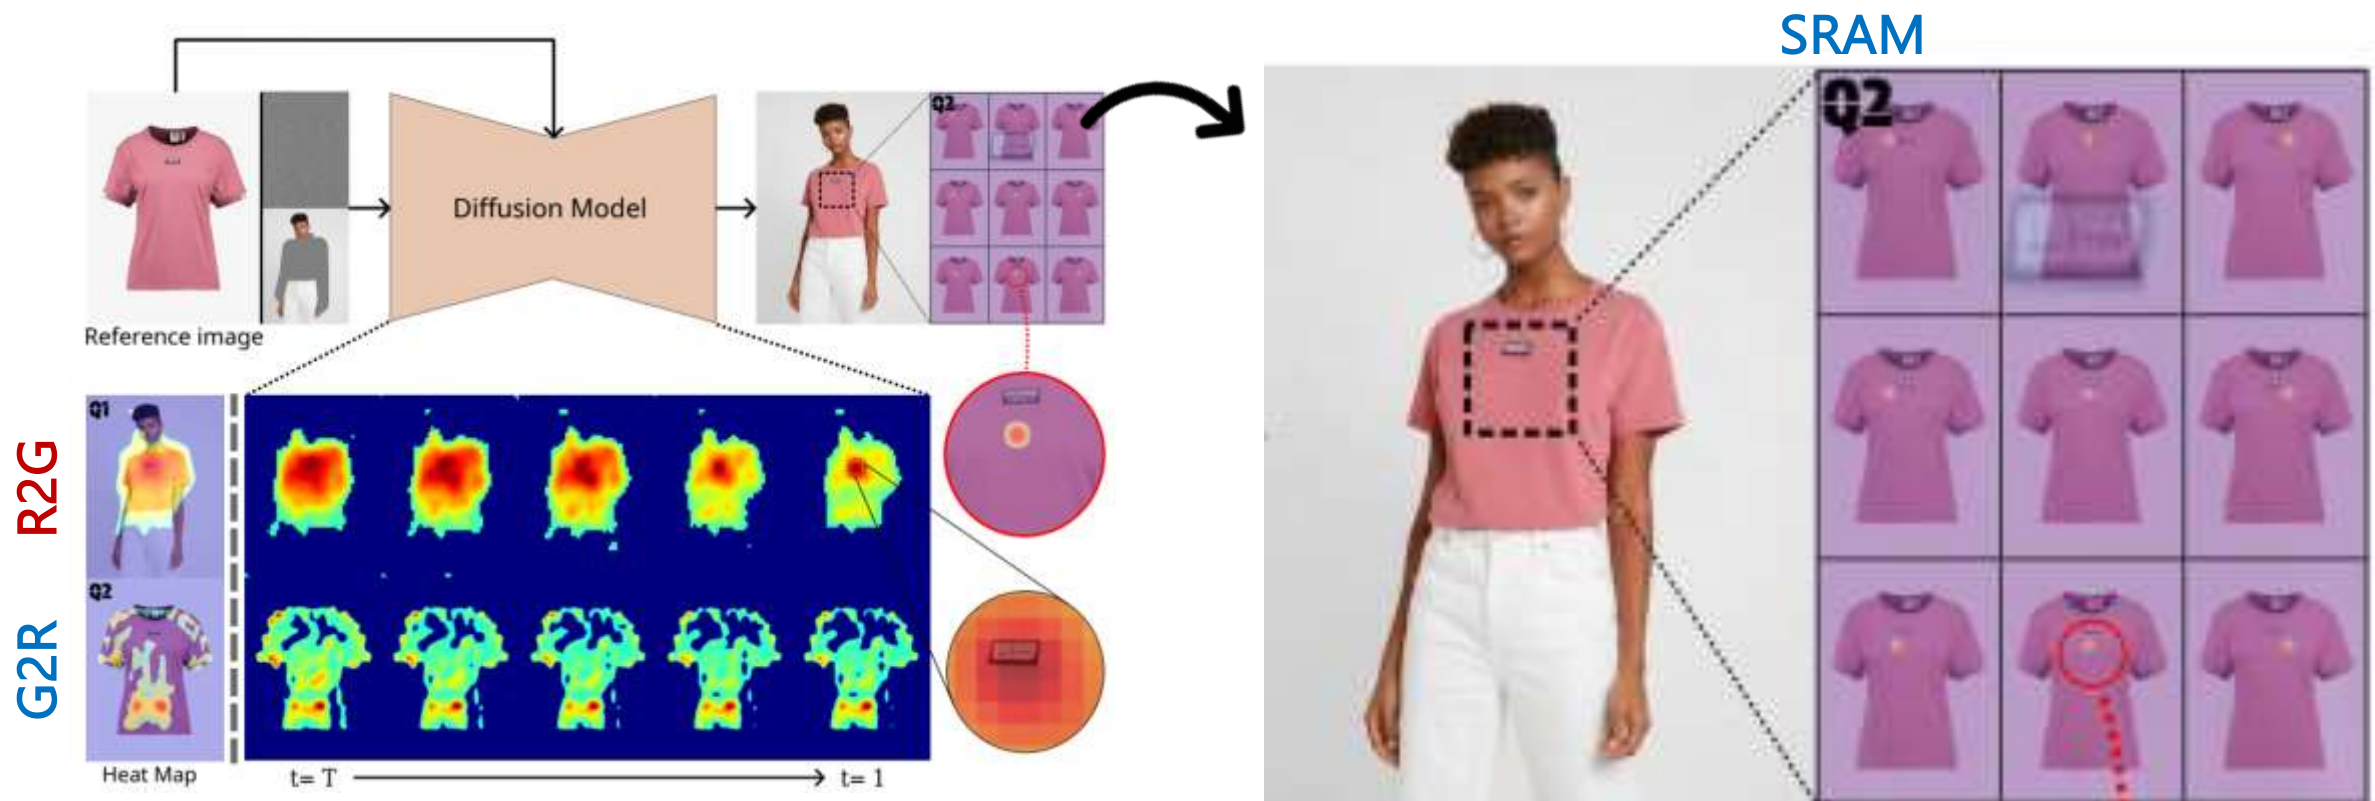 SRAM
Q2
Q2
Diffusion Model
Reference image
R2G
Q1
G2R
Q2
Heat Map
t= T
t= 1